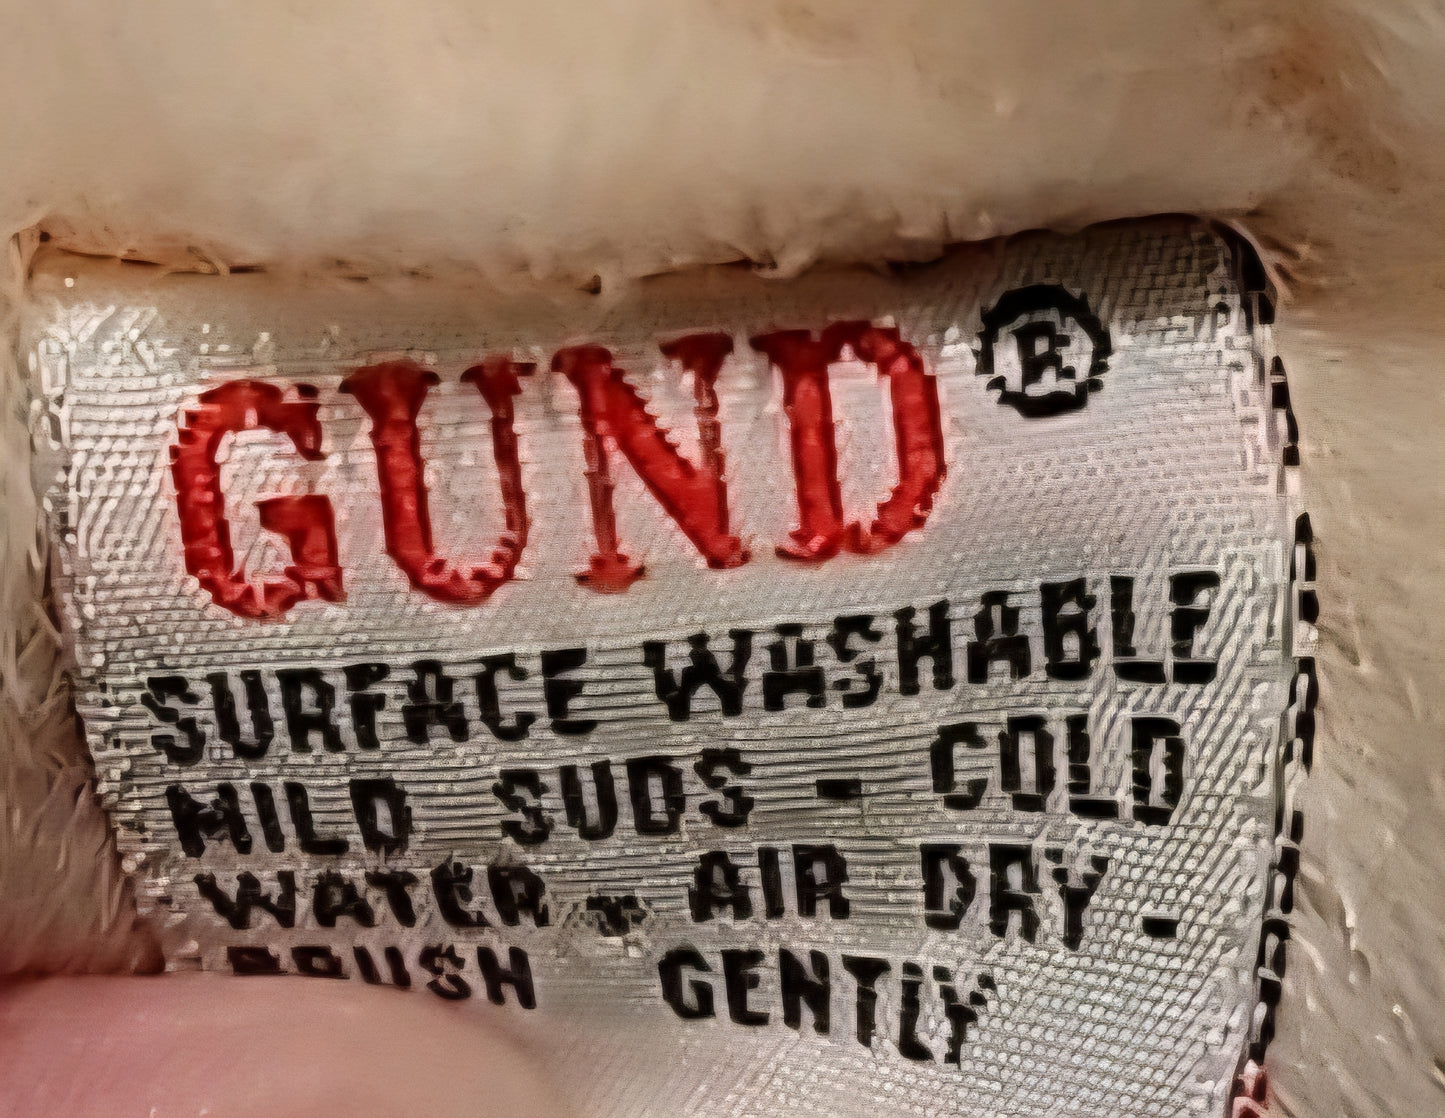 GUND®
SURFACE WASHABLE
MILD SUDS - COLD
WATER - AIR DRY -
BRUSH GENTLY